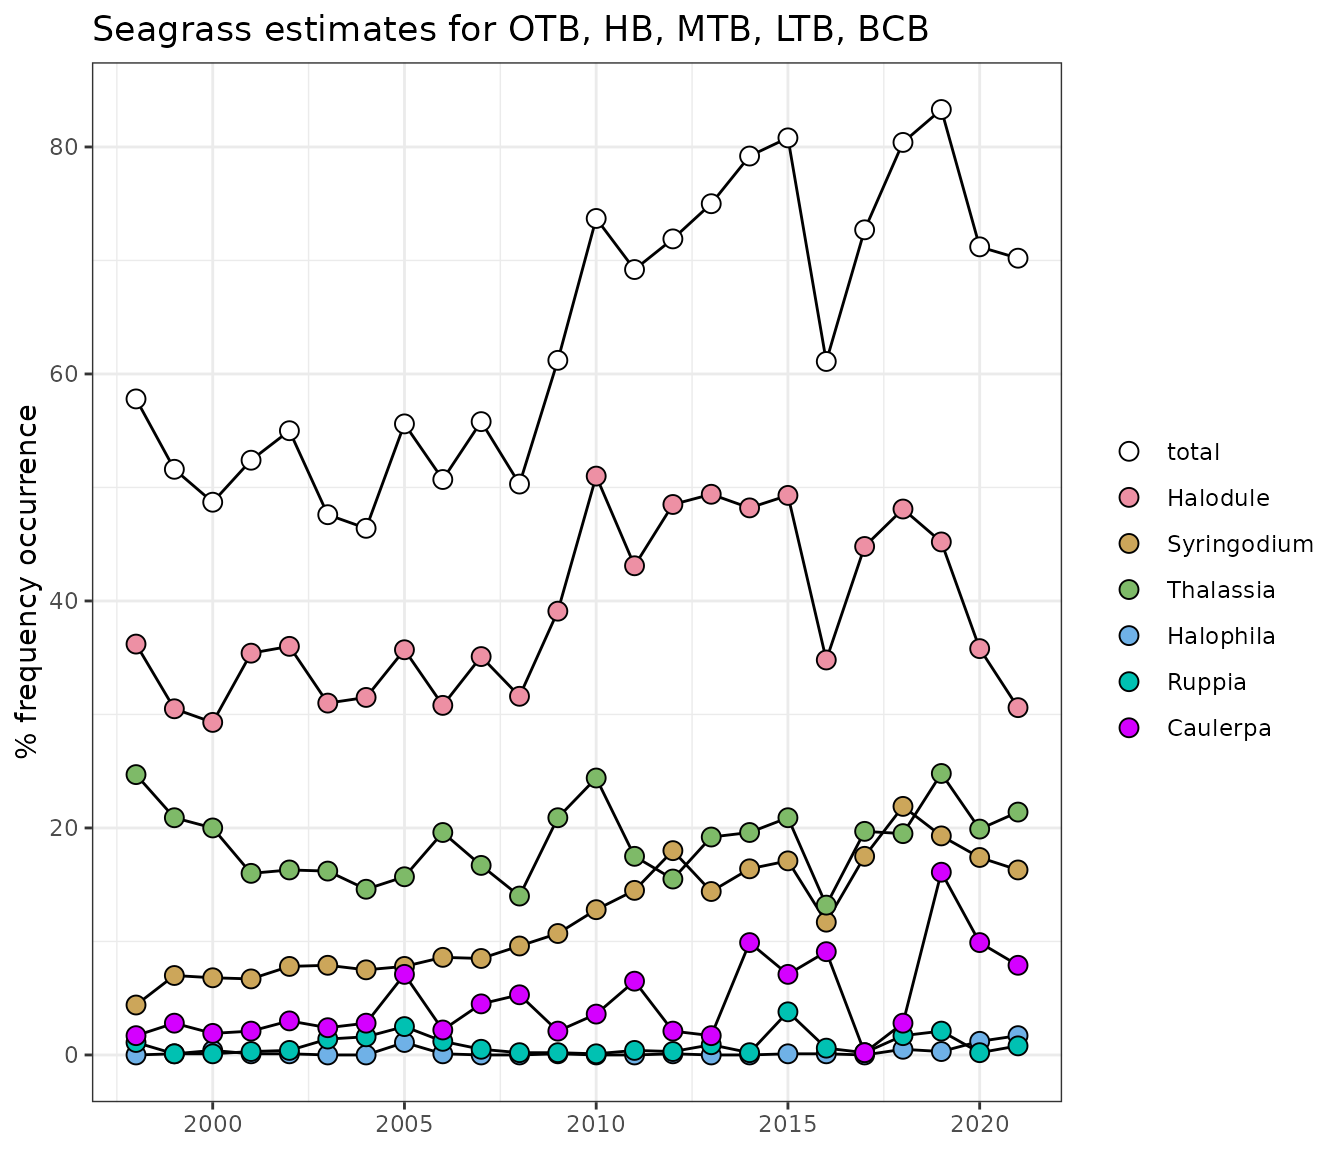 Seagrass estimates for OTB, HB, MTB, LTB, BCB
% frequency occurrence
80
60
40
20
0
2000
2005
2010
2015
2020
total
Halodule
Syringodium
Thalassia
Halophila
Ruppia
Caulerpa